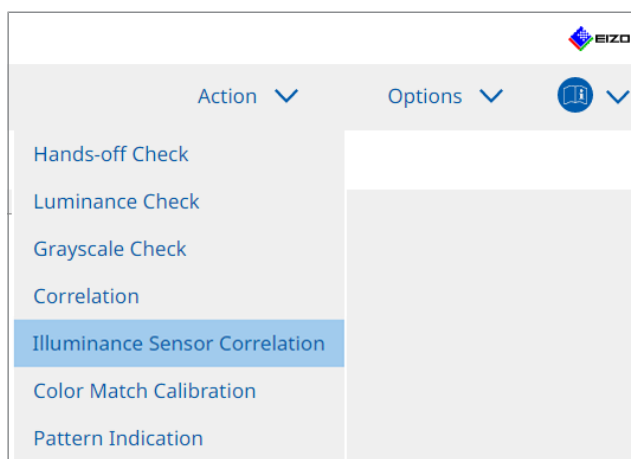 EIZO
Action Options
Hands-off Check
Luminance Check
Grayscale Check
Correlation
Illuminance Sensor Correlation
Color Match Calibration
Pattern Indication